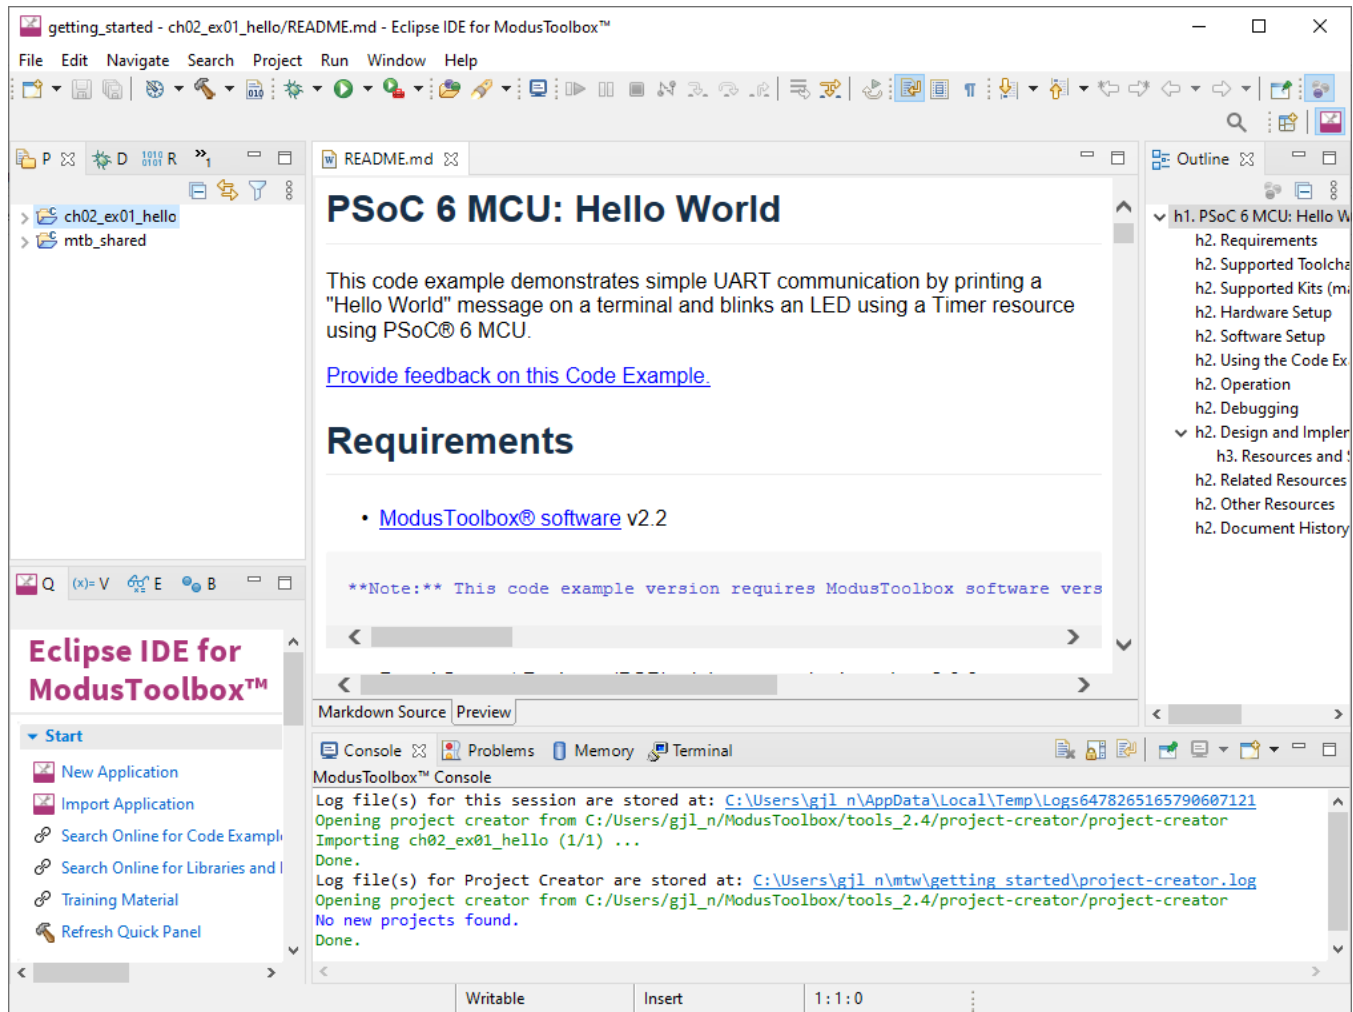 getting_started - ch02_ex01_hello/README.md - Eclipse IDE for ModusToolbox™
File Edit Navigate Search Project Run Window Help
P D R »1
ch02_ex01_hello
mtb_shared
README.md
PSoC 6 MCU: Hello World
This code example demonstrates simple UART communication by printing a
"Hello World" message on a terminal and blinks an LED using a Timer resource
using PSoC® 6 MCU.
Provide feedback on this Code Example.
Requirements
• ModusToolbox® software v2.2
**Note:** This code example version requires ModusToolbox software vers
Markdown Source Preview
Outline
h1. PSoC 6 MCU: Hello W
h2. Requirements
h2. Supported Toolcha
h2. Supported Kits (ma
h2. Hardware Setup
h2. Software Setup
h2. Using the Code Ex
h2. Operation
h2. Debugging
h2. Design and Implem
h3. Resources and
h2. Related Resources
h2. Other Resources
h2. Document History
Q (x)= V E B
Eclipse IDE for
ModusToolbox™
Start
New Application
Import Application
Search Online for Code Example
Search Online for Libraries and
Training Material
Refresh Quick Panel
Console Problems Memory Terminal
ModusToolbox™ Console
Log file(s) for this session are stored at: C:\Users\gjl_n\AppData\Local\Temp\Logs6478265165790607121
Opening project creator from C:/Users/gjl_n/ModusToolbox/tools_2.4/project-creator/project-creator
Importing ch02_ex01_hello (1/1) ...
Done.
Log file(s) for Project Creator are stored at: C:\Users\gjl_n\mtw\getting_started\project-creator.log
Opening project creator from C:/Users/gjl_n/ModusToolbox/tools_2.4/project-creator/project-creator
No new projects found.
Done.
Writable Insert 1:1:0